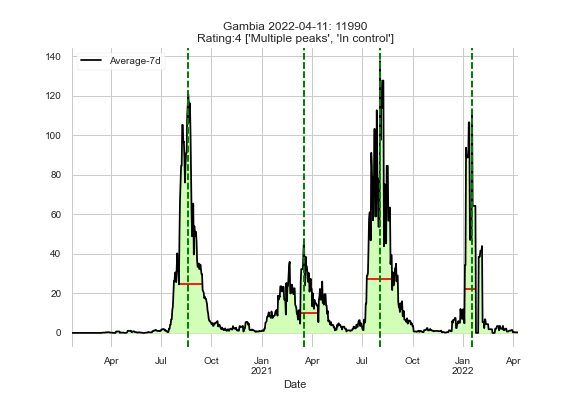 Gambia 2022-04-11: 11990
Rating:4 ['Multiple peaks', 'In control']
Average-7d
140
120
100
80
60
40
20
0
Apr Jul Oct Jan Apr Jul Oct Jan Apr
2021 2022
Date